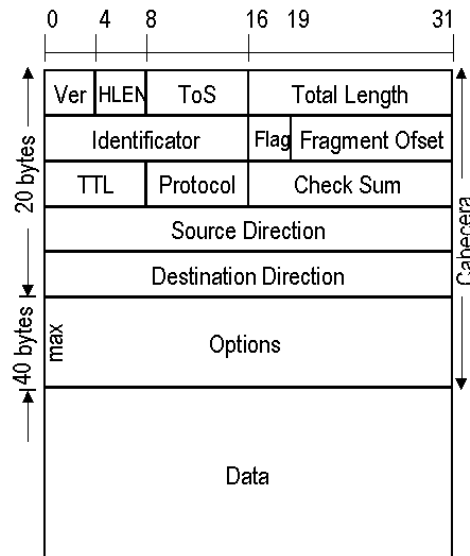 0 4 8 16 19 31
Ver HLEN ToS Total Length
Identificator Flag Fragment Ofset
TTL Protocol Check Sum
Source Direction
Destination Direction
Options
Data
20 bytes
40 bytes
max
Cabecera